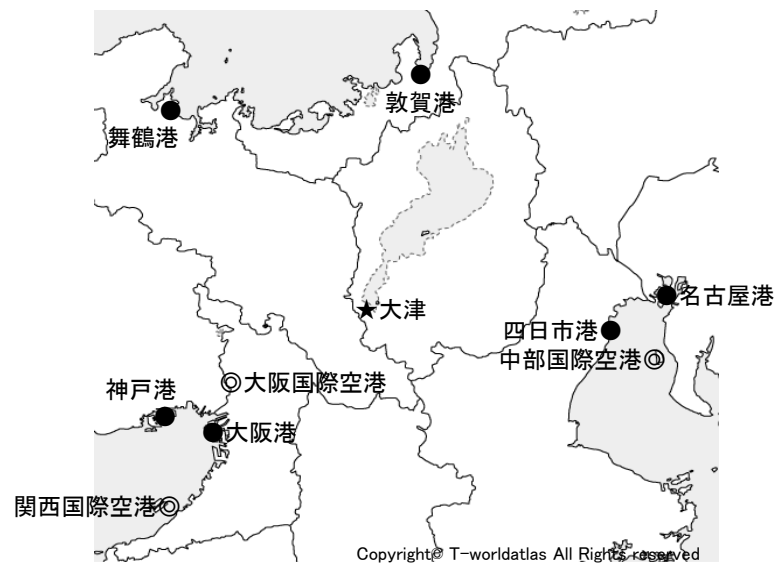 敦賀港
舞鶴港
大津
名古屋港
四日市港
中部国際空港
大阪国際空港
神戸港
大阪港
関西国際空港
Copyright© T-worldatlas All Rights reserved